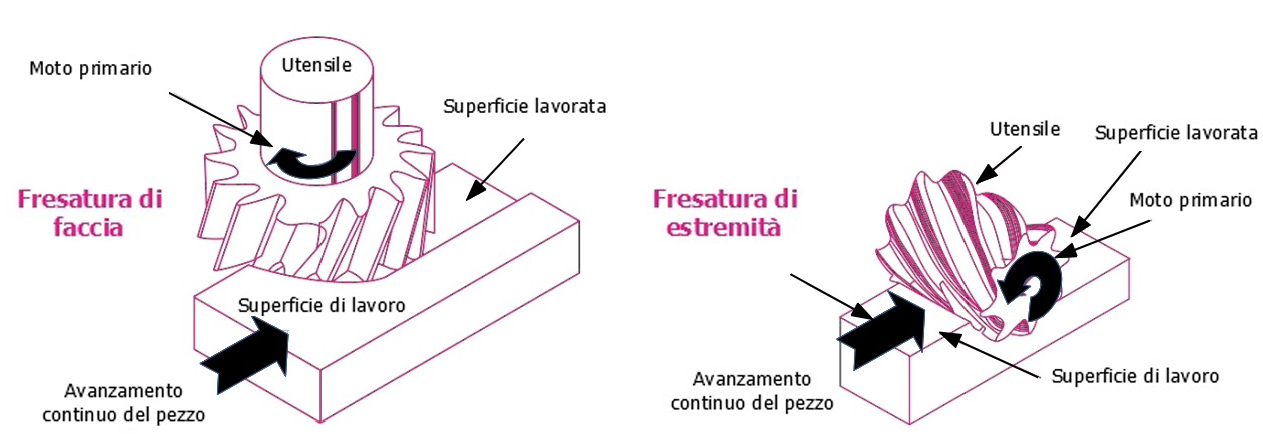 Utensile
Moto primario
Superficie lavorata
Fresatura di
faccia
Superficie di lavoro
Avanzamento
continuo del pezzo
Utensile
Superficie lavorata
Moto primario
Fresatura di
estremità
Superficie di lavoro
Avanzamento
continuo del pezzo